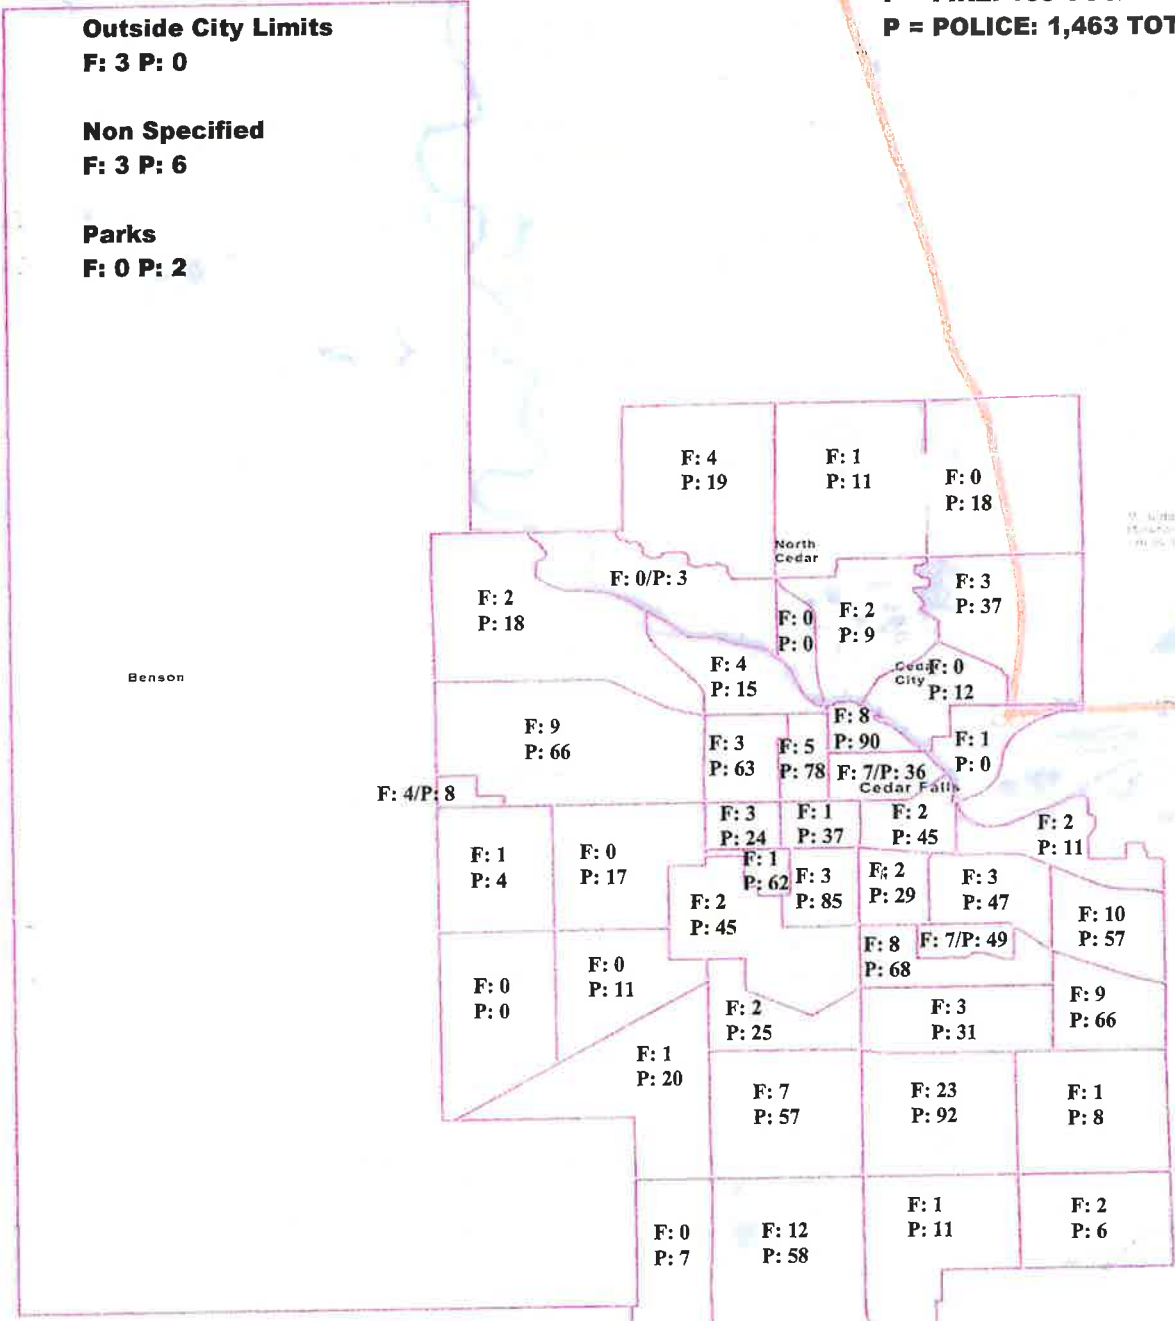 P = POLICE: 1,463 TOT
Outside City Limits
F: 3 P: 0
Non Specified
F: 3 P: 6
Parks
F: 0 P: 2
F: 4
P: 19
F: 1
P: 11
F: 0
P: 18
North
Cedar
F: 0/P: 3
F: 2
P: 18
F: 0
P: 0
F: 2
P: 9
F: 3
P: 37
Benson
F: 4
P: 15
Cedar
City
F: 0
P: 12
F: 9
P: 66
F: 3
P: 63
F: 5
P: 78
F: 8
P: 90
F: 1
P: 0
F: 7/P: 36
Cedar Falls
F: 4/P: 8
F: 3
P: 24
F: 1
P: 37
F: 2
P: 45
F: 2
P: 11
F: 1
P: 4
F: 0
P: 17
F: 1
P: 62
F: 3
P: 85
F: 2
P: 29
F: 3
P: 47
F: 2
P: 45
F: 10
P: 57
F: 8
P: 68
F: 7/P: 49
F: 0
P: 0
F: 0
P: 11
F: 2
P: 25
F: 3
P: 31
F: 9
P: 66
F: 1
P: 20
F: 7
P: 57
F: 23
P: 92
F: 1
P: 8
F: 0
P: 7
F: 12
P: 58
F: 1
P: 11
F: 2
P: 6